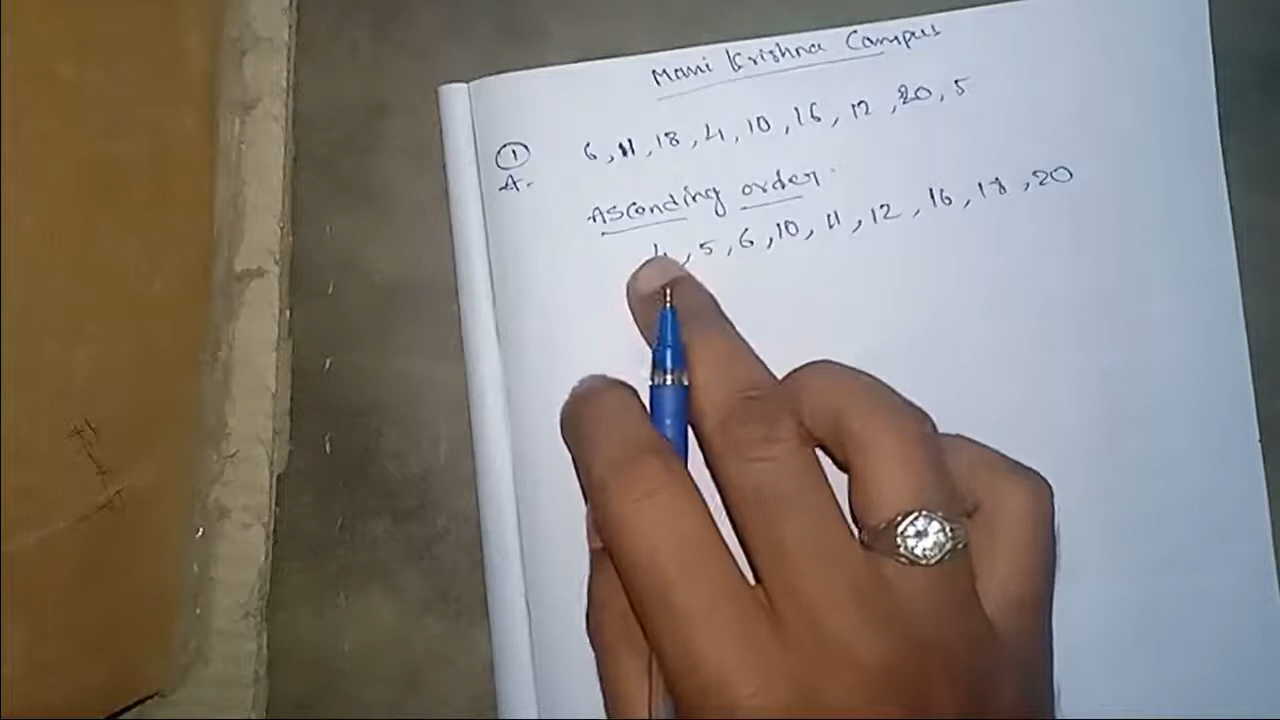 Mani Krishna Campus
① 6, 11, 18, 4, 10, 16, 12, 20, 5
A.
Asconding order.
4, 5, 6, 10, 11, 12, 16, 18, 20